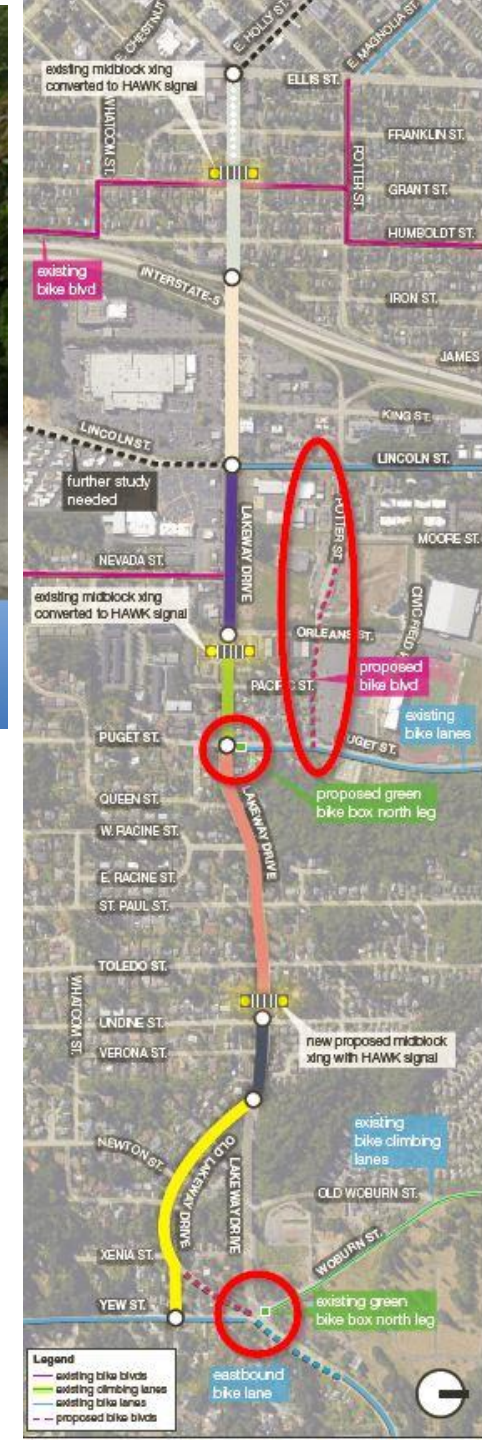 E. CHESTNUT
E. HOLLY ST.
E. MAGNOLIA ST.
existing midblock xing
converted to HAWK signal
ELLIS ST.
WHATCOM ST.
FRANKLIN ST.
POTTER ST.
GRANT ST.
HUMBOLDT ST.
existing
bike blvd
INTERSTATE-5
IRON ST.
JAMES
KING ST.
LINCOLN ST.
LINCOLN ST.
further study
needed
LAKEWAY DRIVE
POTTER ST.
MOORE ST.
NEVADA ST.
existing midblock xing
converted to HAWK signal
ORLEANS ST.
CIVIC FIELD
proposed
bike blvd
PACIFIC ST.
existing
bike lanes
PUGET ST.
UGET ST.
proposed green
bike box north leg
QUEEN ST.
LAKEWAY DRIVE
W. RACINE ST.
E. RACINE ST.
ST. PAUL ST.
TOLEDO ST.
WHATCOM ST.
UNDINE ST.
new proposed midblock
xing with HAWK signal
VERONA ST.
existing
bike climbing
lanes
NEWTON ST.
OLD LAKEWAY DRIVE
LAKEWAY DRIVE
OLD WOBURN ST.
WOBURN ST.
XENIA ST.
existing green
bike box north leg
YEW ST.
eastbound
bike lane
Legend
existing bike blvds
existing climbing lanes
existing bike lanes
proposed bike blvds